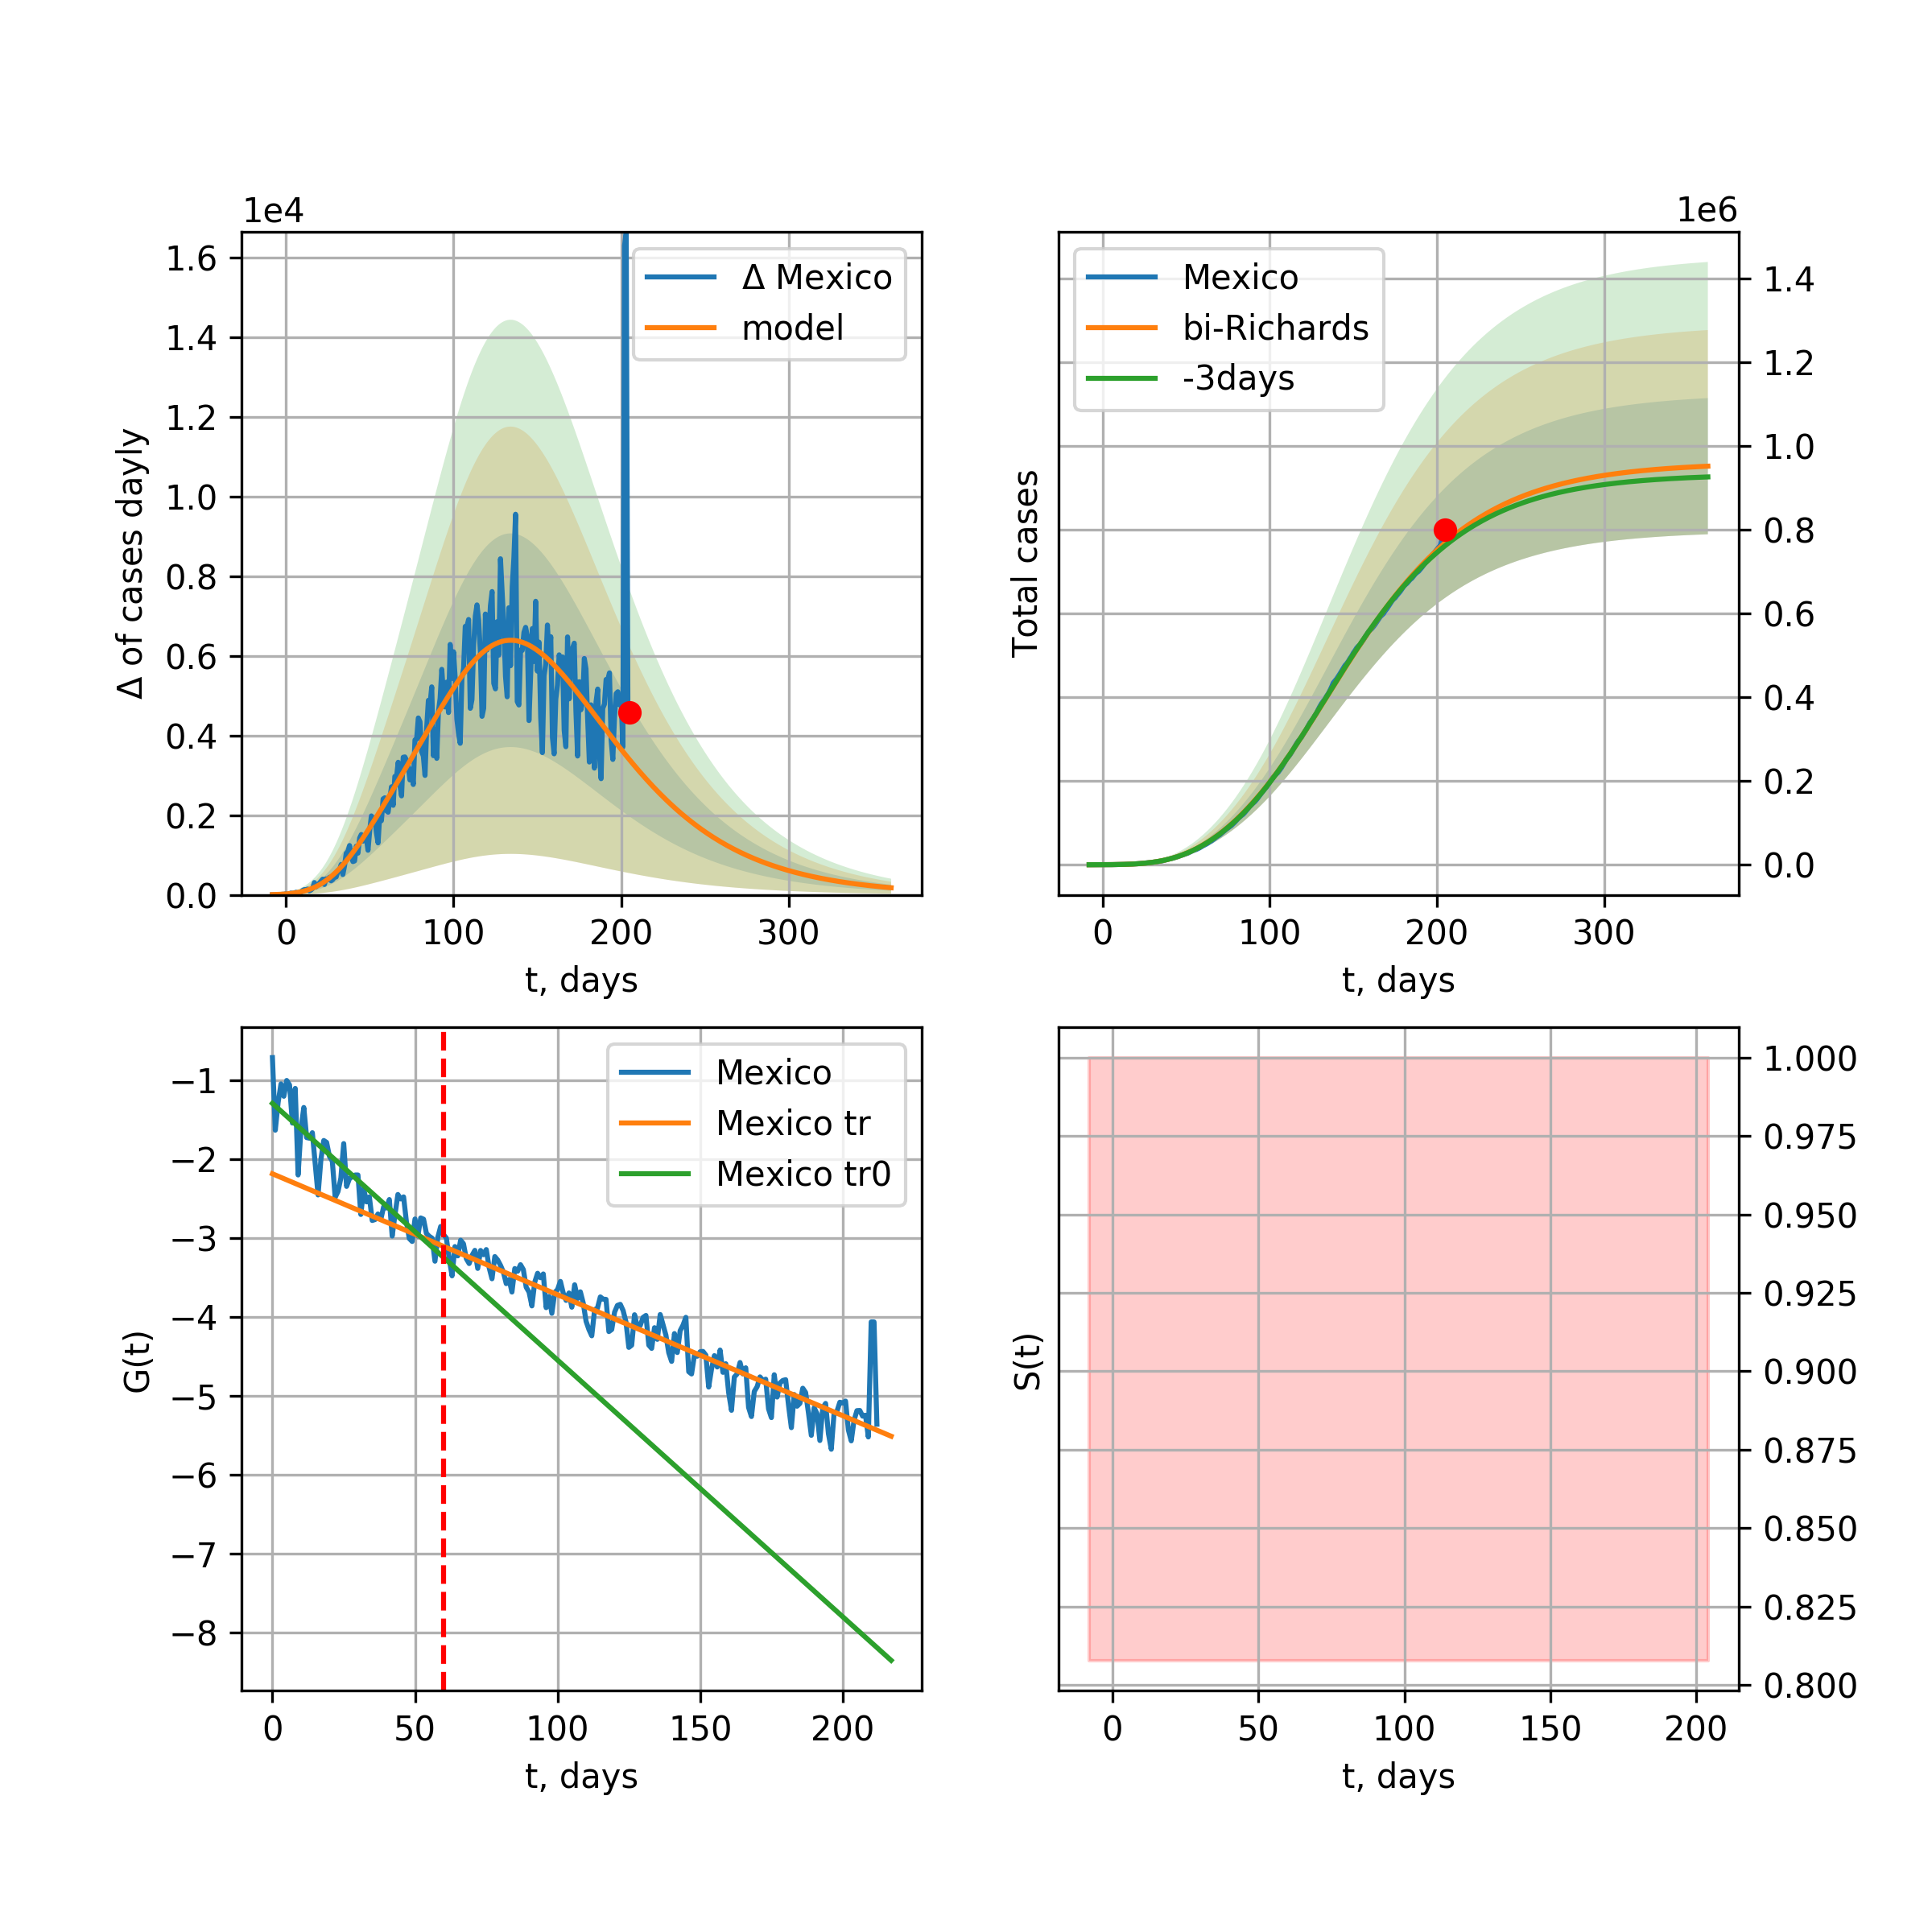 1e4
Δ of cases dayly
1.6
1.4
1.2
1.0
0.8
0.6
0.4
0.2
0.0
0 100 200 300
t, days
Δ Mexico
model
1e6
Total cases
Mexico
bi-Richards
-3days
1.4
1.2
1.0
0.8
0.6
0.4
0.2
0.0
0 100 200 300
t, days
G(t)
−1
−2
−3
−4
−5
−6
−7
−8
0 50 100 150 200
t, days
Mexico
Mexico tr
Mexico tr0
S(t)
1.000
0.975
0.950
0.925
0.900
0.875
0.850
0.825
0.800
0 50 100 150 200
t, days